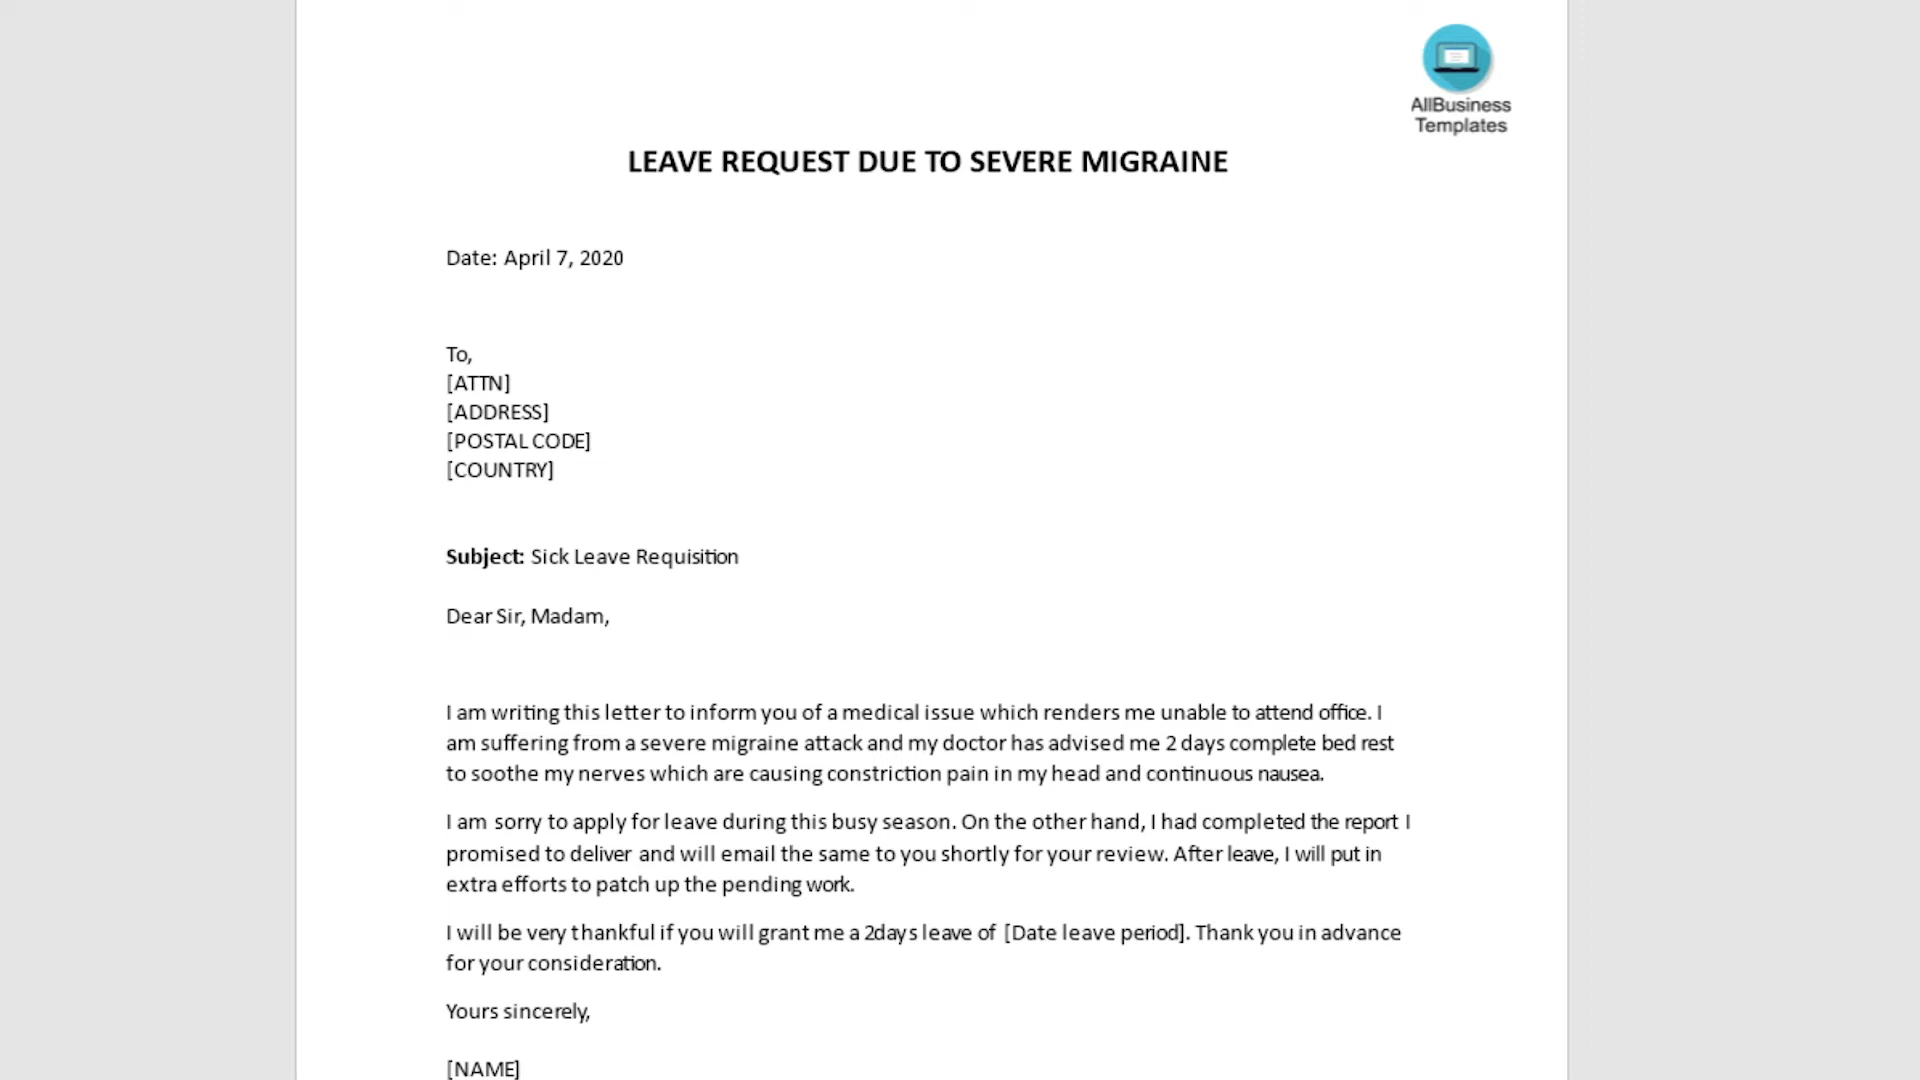 AllBusiness
Templates
LEAVE REQUEST DUE TO SEVERE MIGRAINE
Date: April 7, 2020
To,
[ATTN]
[ADDRESS]
[POSTAL CODE]
[COUNTRY]
Subject: Sick Leave Requisition
Dear Sir, Madam,
I am writing this letter to inform you of a medical issue which renders me unable to attend office. I
am suffering from a severe migraine attack and my doctor has advised me 2 days complete bed rest
to soothe my nerves which are causing constriction pain in my head and continuous nausea.
I am sorry to apply for leave during this busy season. On the other hand, I had completed the report I
promised to deliver and will email the same to you shortly for your review. After leave, I will put in
extra efforts to patch up the pending work.
I will be very thankful if you will grant me a 2days leave of [Date leave period]. Thank you in advance
for your consideration.
Yours sincerely,
[NAME]